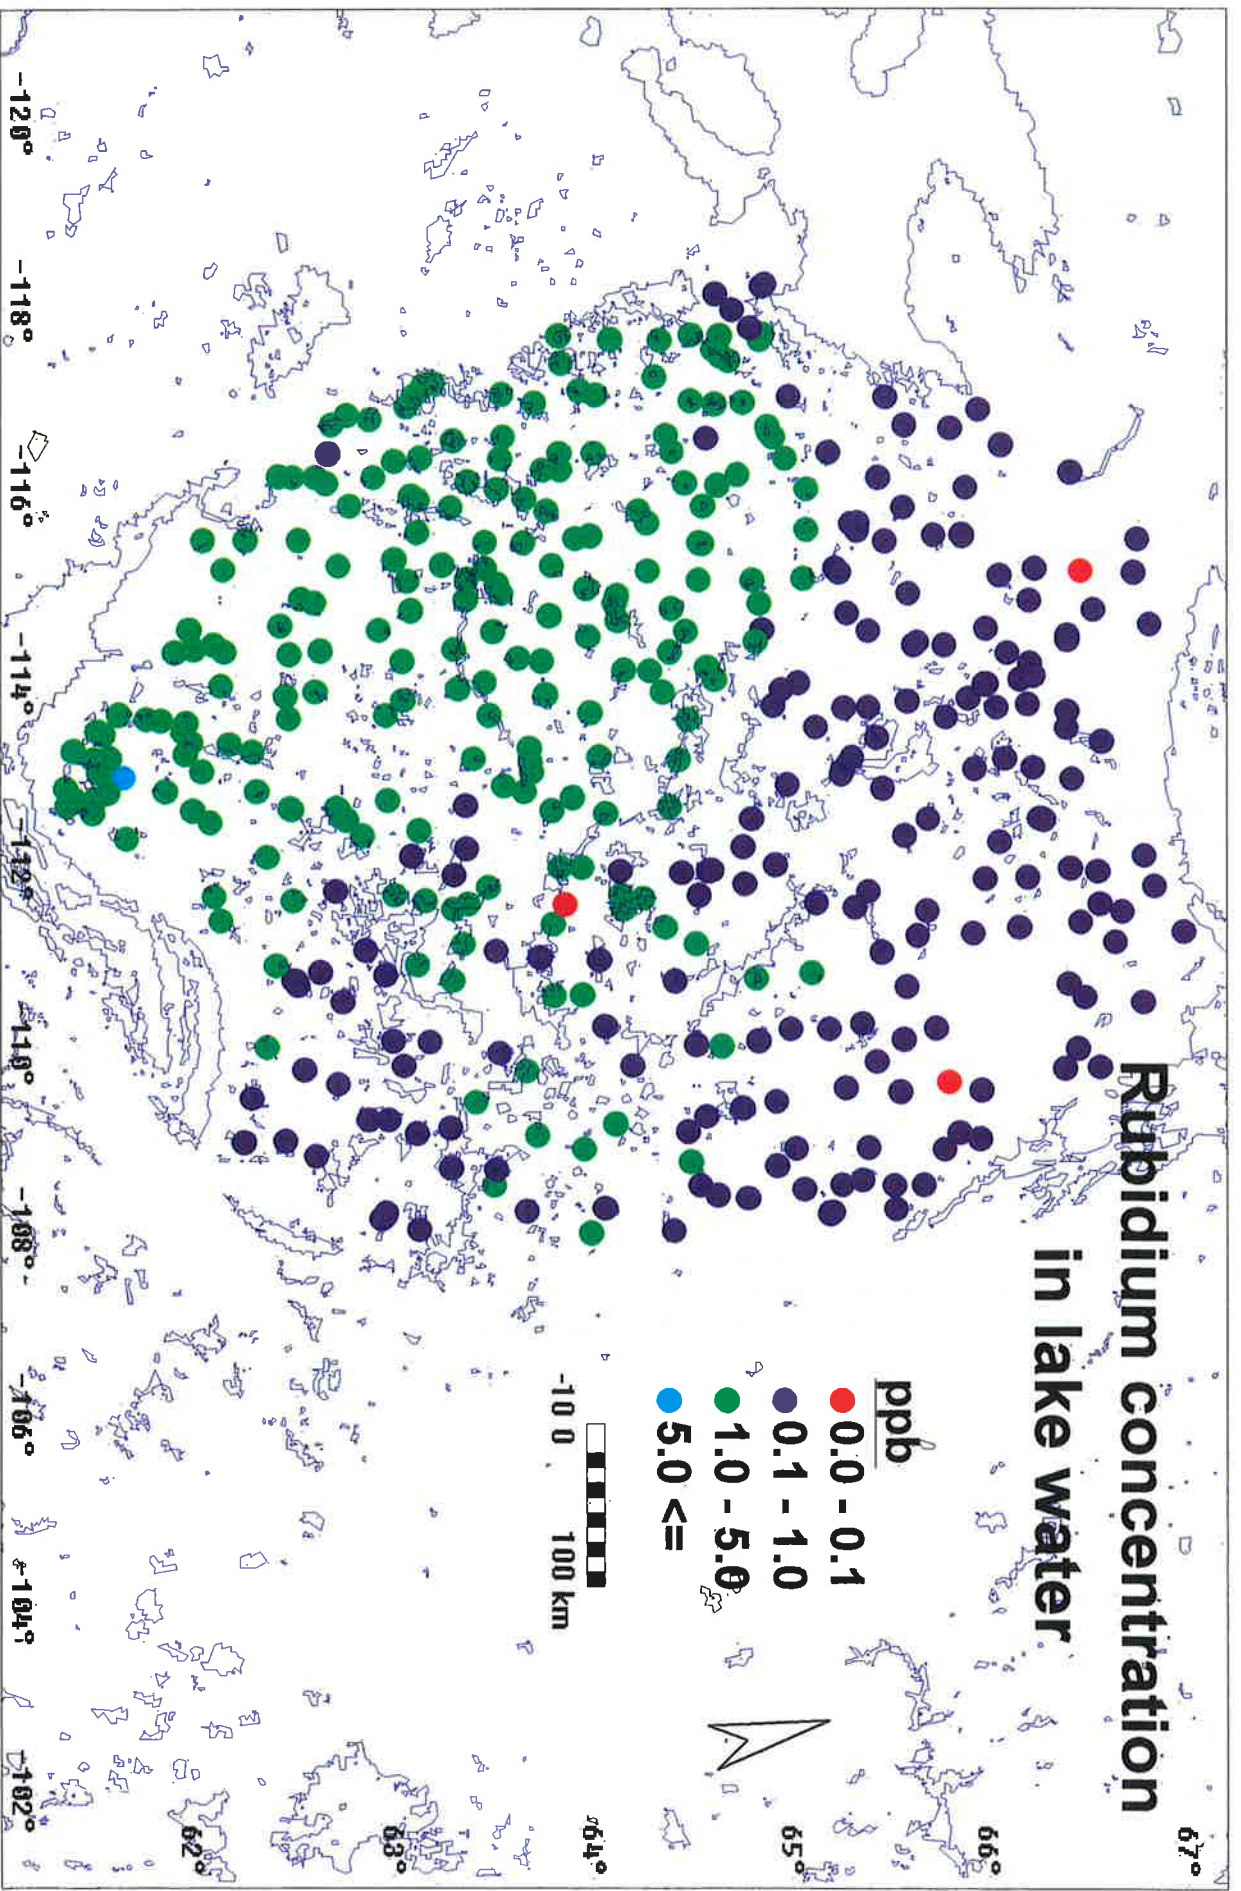 Rubidium concentration
in lake water
ppb
0.0 - 0.1
0.1 - 1.0
1.0 - 5.0
5.0 <=
-10 0 100 km
67°
66°
65°
64°
63°
62°
-120° -118° -116° -114° -112° -110° -108° -106° -104° -102°